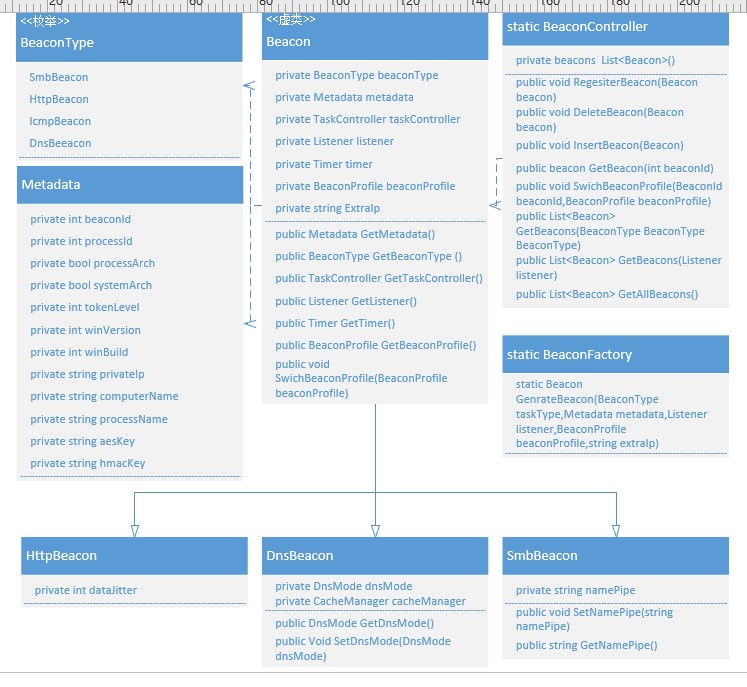 20
40
60
80
100
120
140
160
180
200
<<枚举>>
BeaconType
SmbBeacon
HttpBeacon
IcmpBeacon
DnsBeeacon
Metadata
private int beaconId
private int processId
private bool processArch
private bool systemArch
private int tokenLevel
private int winVersion
private int winBuild
private string privateIp
private string computerName
private string processName
private string aesKey
private string hmacKey
<<虚类>>
Beacon
private BeaconType beaconType
private Metadata metadata
private TaskController taskController
private Listener listener
private Timer timer
private BeaconProfile beaconProfile
private string ExtraIp
public Metadata GetMetadata()
public BeaconType GetBeaconType ()
public TaskController GetTaskController()
public Listener GetListener()
public Timer GetTimer()
public BeaconProfile GetBeaconProfile()
public void
SwichBeaconProfile(BeaconProfile
beaconProfile)
static BeaconController
private beacons  List<Beacon>()
public void RegesiterBeacon(Beacon
beacon)
public void DeleteBeacon(Beacon
beacon)
public void InsertBeacon(Beacon)
public beacon GetBeacon(int beaconId)
public void SwichBeaconProfile(BeaconId
beaconId,BeaconProfile beaconProfile)
public List<Beacon>
GetBeacons(BeaconType BeaconType
BeaconType)
public List<Beacon> GetBeacons(Listener
listener)
public List<Beacon> GetAllBeacons()
static BeaconFactory
static Beacon
GenrateBeacon(BeaconType
taskType,Metadata metadata,Listener
listener,BeaconProfile
beaconProfile,string extraIp)
HttpBeacon
private int dataJitter
DnsBeacon
private DnsMode dnsMode
private CacheManager cacheManager
public DnsMode GetDnsMode()
public Void SetDnsMode(DnsMode
dnsMode)
SmbBeacon
private string namePipe
public void SetNamePipe(string
namePipe)
public string GetNamePipe()